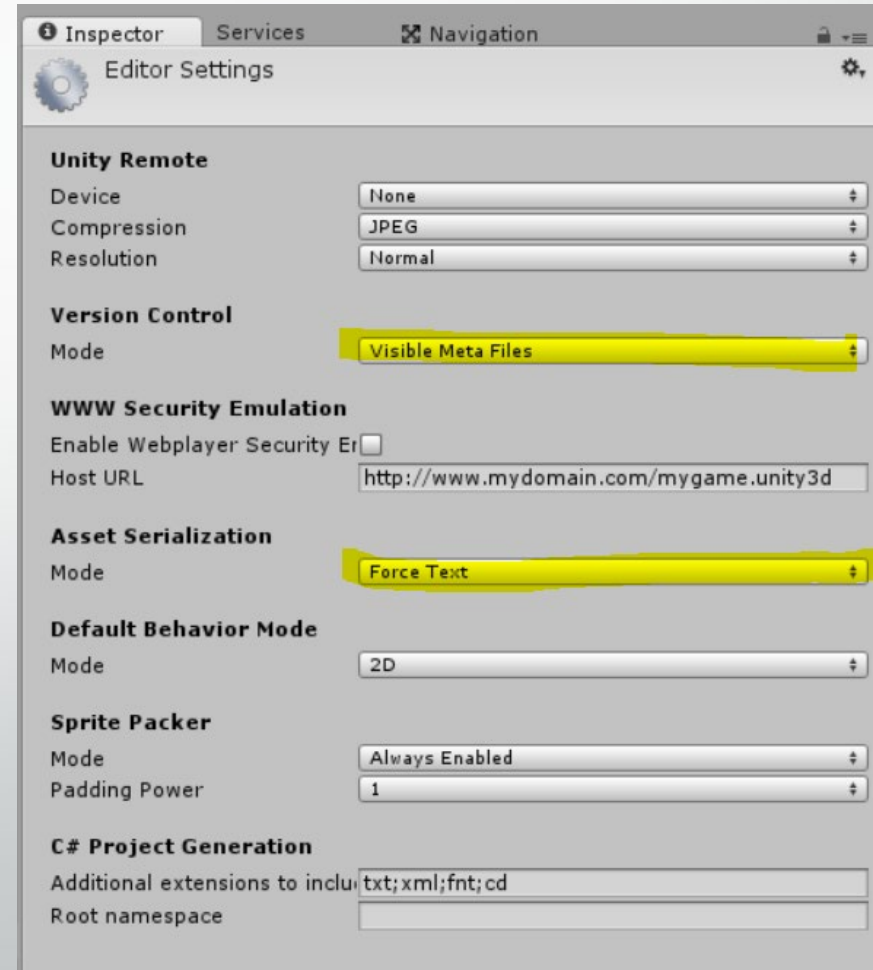 Inspector Services Navigation
Editor Settings
Unity Remote
Device None
Compression JPEG
Resolution Normal
Version Control
Mode Visible Meta Files
WWW Security Emulation
Enable Webplayer Security Er
Host URL http://www.mydomain.com/mygame.unity3d
Asset Serialization
Mode Force Text
Default Behavior Mode
Mode 2D
Sprite Packer
Mode Always Enabled
Padding Power 1
C# Project Generation
Additional extensions to inclu txt;xml;fnt;cd
Root namespace